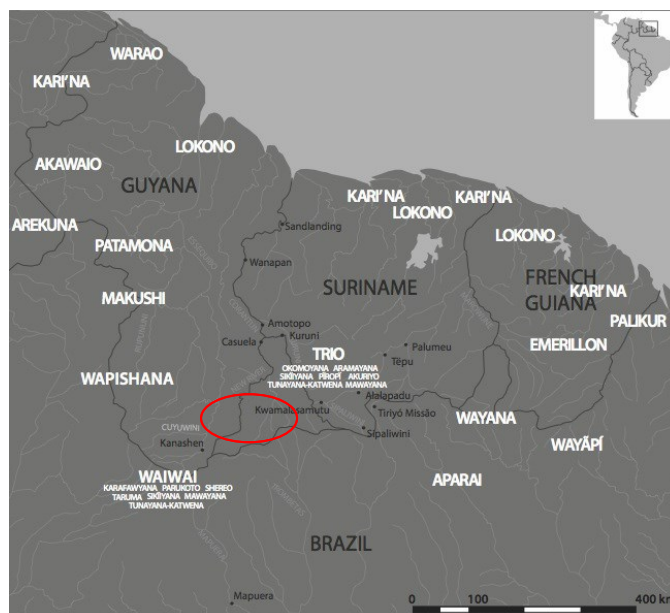 WARAO
KARI'NA
LOKONO
AKAWAIO
GUYANA
KARI'NA
KARI'NA
LOKONO
AREKUNA
Sandlanding
LOKONO
PATAMONA
Wanapan
SURINAME
FRENCH
GUIANA
KARI'NA
MAKUSHI
PALIKUR
Amotopo
Kuruni
Casuela
EMERILLON
TRIO
Palumeu
Tëpu
OKOMOYANA ARAMAYANA
SIKÏIYANA PÏROPÏ AKURIYO
TUNAYANA-KATWENA MAWAYANA
WAPISHANA
Alalapadu
Kwamalasamutu
Tiriyó Missão
WAYANA
CUYUWINI
Sipaliwini
Kanashen
WAYÃPÍ
WAIWAI
KARAFAWYANA PARUKOTO SHEREO
TARUMA SIKÏIYANA MAWAYANA
TUNAYANA-KATWENA
APARAI
BRAZIL
Mapuera
0 100 400 km